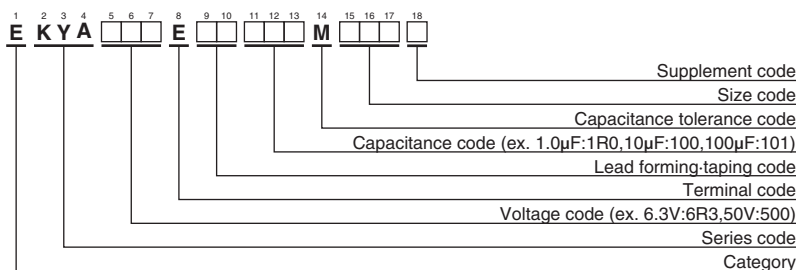 1 2 3 4 5 6 7 8 9 10 11 12 13 14 15 16 17 18
E K Y A □□□ E □□ □□□ M □□□ □
Supplement code
Size code
Capacitance tolerance code
Capacitance code (ex. 1.0µF:1R0,10µF:100,100µF:101)
Lead forming·taping code
Terminal code
Voltage code (ex. 6.3V:6R3,50V:500)
Series code
Category